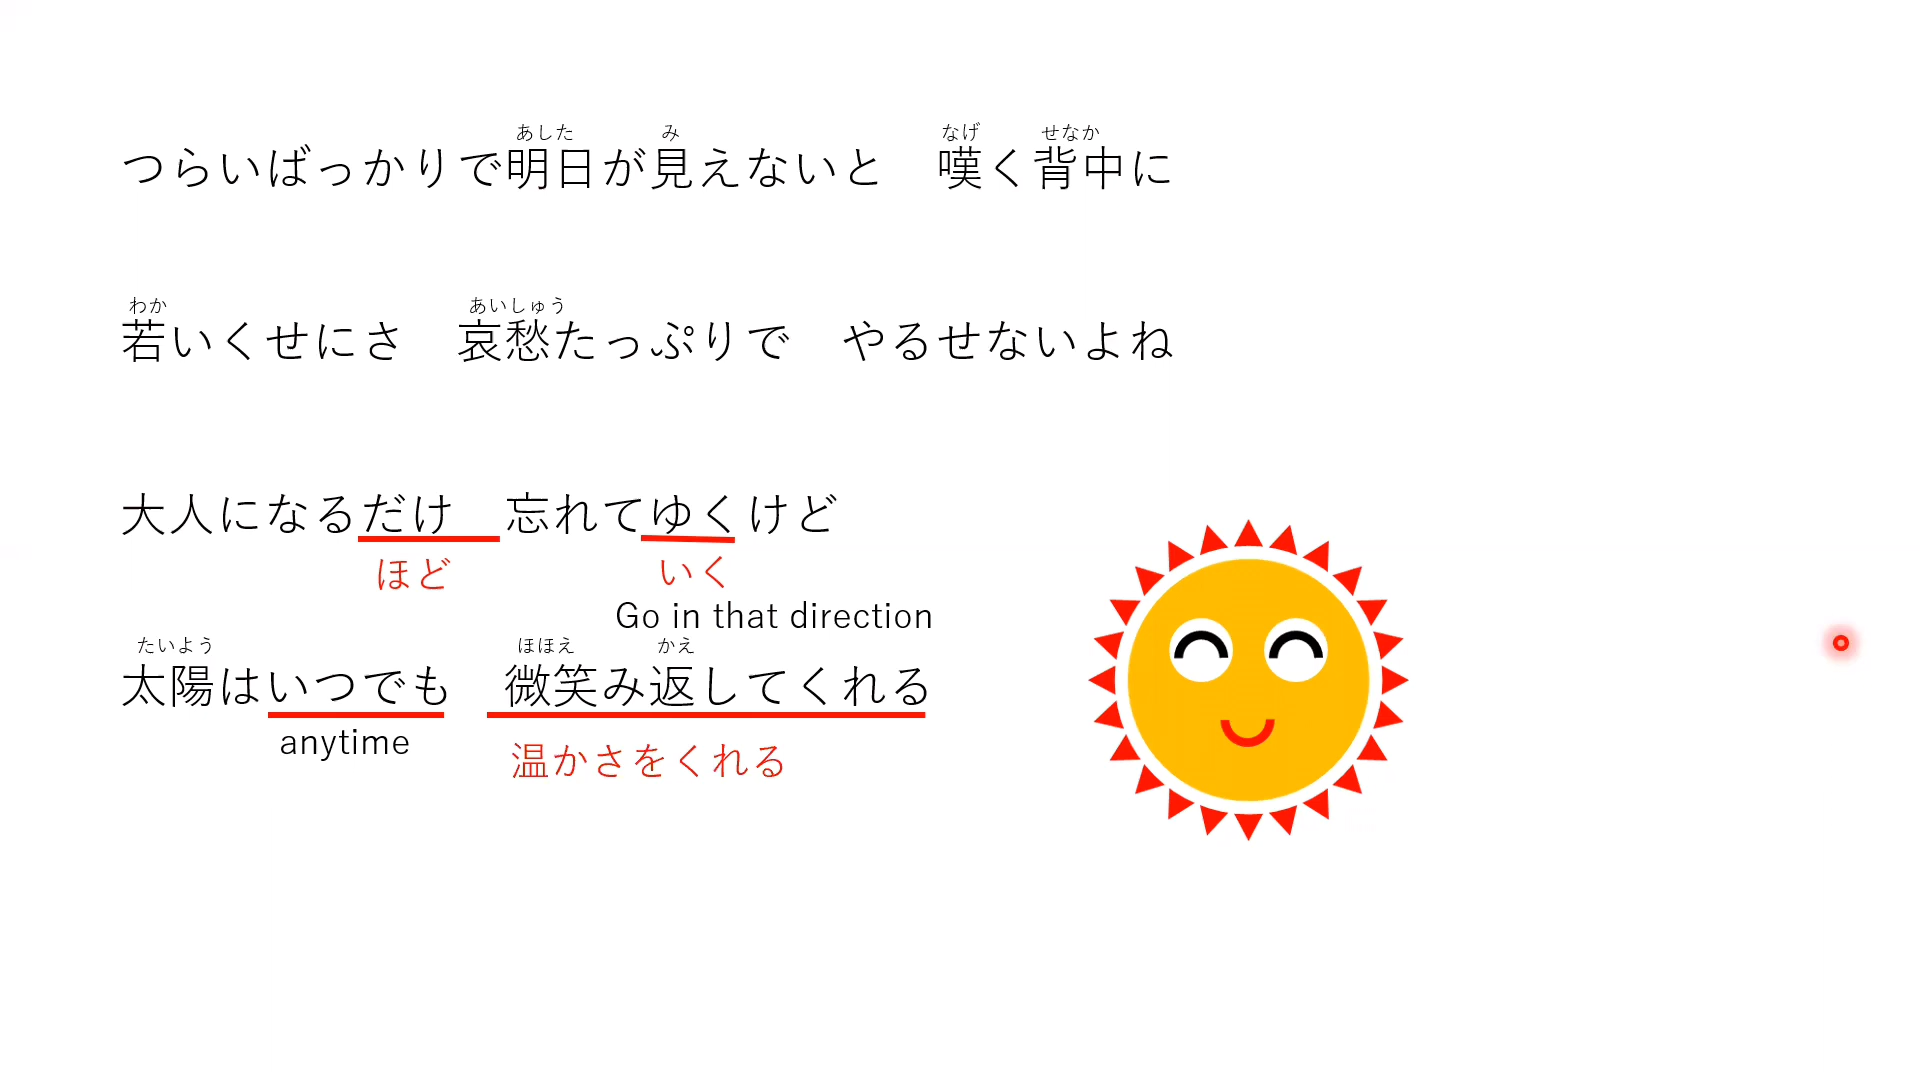 あした み なげ せなか
つらいばっかりで明日が見えないと　嘆く背中に
わか あいしゅう
若いくせにさ　哀愁たっぷりで　やるせないよね
大人になるだけ　忘れてゆくけど
ほど いく
Go in that direction
たいよう ほほえ かえ
太陽はいつでも　微笑み返してくれる
anytime 温かさをくれる